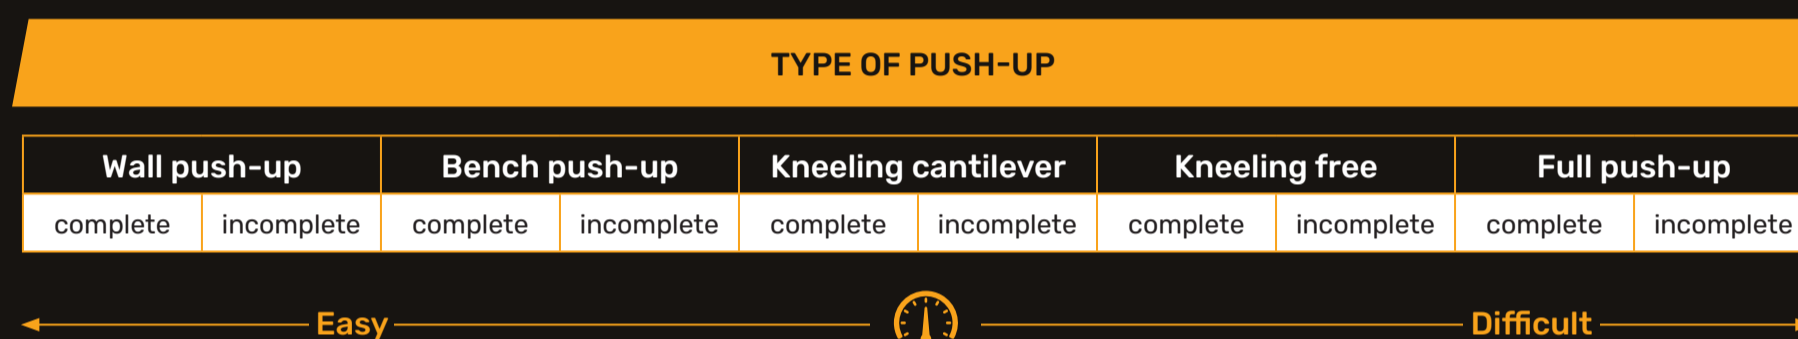 TYPE OF PUSH-UP
Wall push-up Bench push-up Kneeling cantilever Kneeling free Full push-up
complete incomplete complete incomplete complete incomplete complete incomplete complete incomplete
Easy Difficult